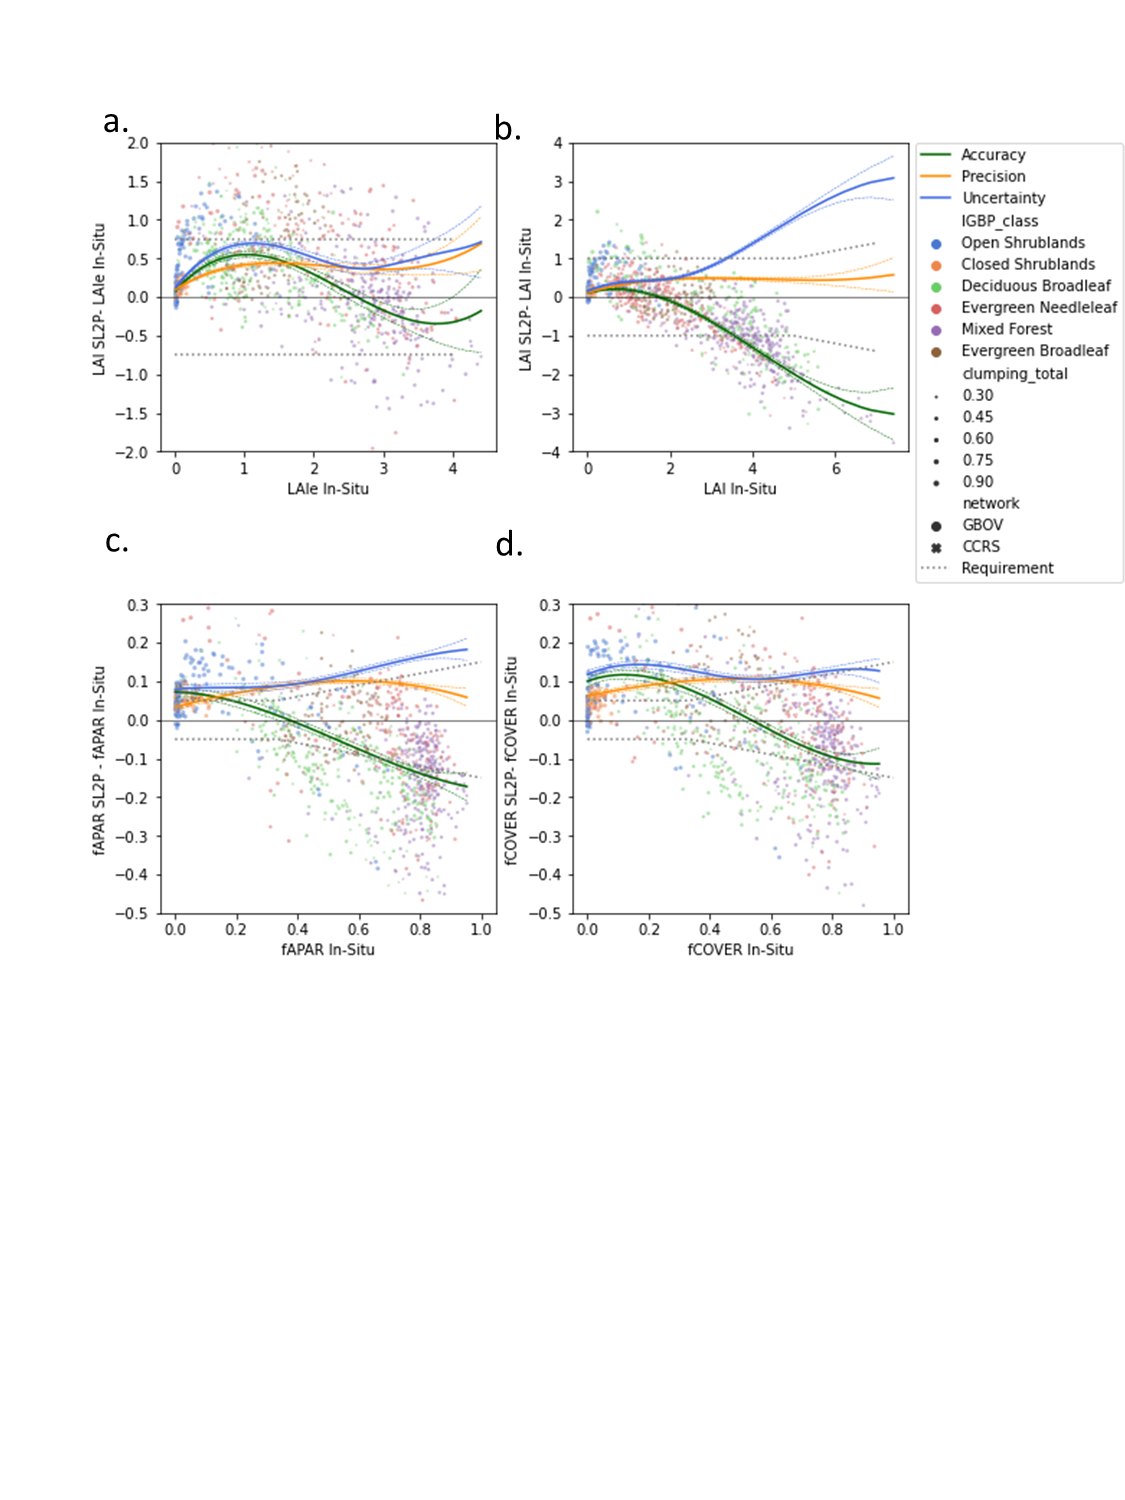 a.
2.0
1.5
1.0
0.5
0.0
−0.5
−1.0
−1.5
−2.0
LAI SL2P- LAIe In-Situ
0 1 2 3 4
LAIe In-Situ
b.
4
3
2
1
0
−1
−2
−3
−4
LAI SL2P- LAI In-Situ
0 2 4 6
LAI In-Situ
Accuracy
Precision
Uncertainty
IGBP_class
Open Shrublands
Closed Shrublands
Deciduous Broadleaf
Evergreen Needleleaf
Mixed Forest
Evergreen Broadleaf
clumping_total
0.30
0.45
0.60
0.75
0.90
network
GBOV
CCRS
Requirement
c.
0.3
0.2
0.1
0.0
−0.1
−0.2
−0.3
−0.4
−0.5
fAPAR SL2P - fAPAR In-Situ
0.0 0.2 0.4 0.6 0.8 1.0
fAPAR In-Situ
d.
0.3
0.2
0.1
0.0
−0.1
−0.2
−0.3
−0.4
−0.5
fCOVER SL2P- fCOVER In-Situ
0.0 0.2 0.4 0.6 0.8 1.0
fCOVER In-Situ